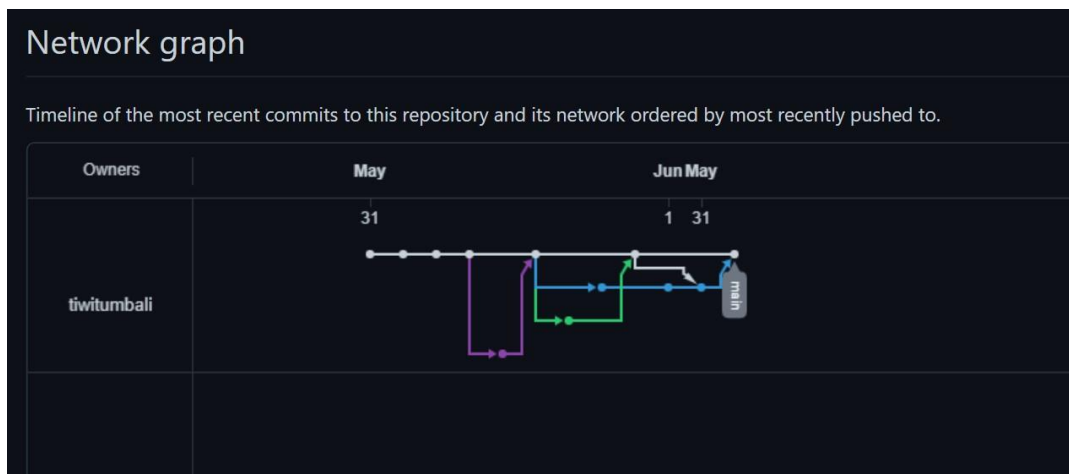 Network graph
Timeline of the most recent commits to this repository and its network ordered by most recently pushed to.
Owners May Jun May
31 1 31
tiwitumbali
main